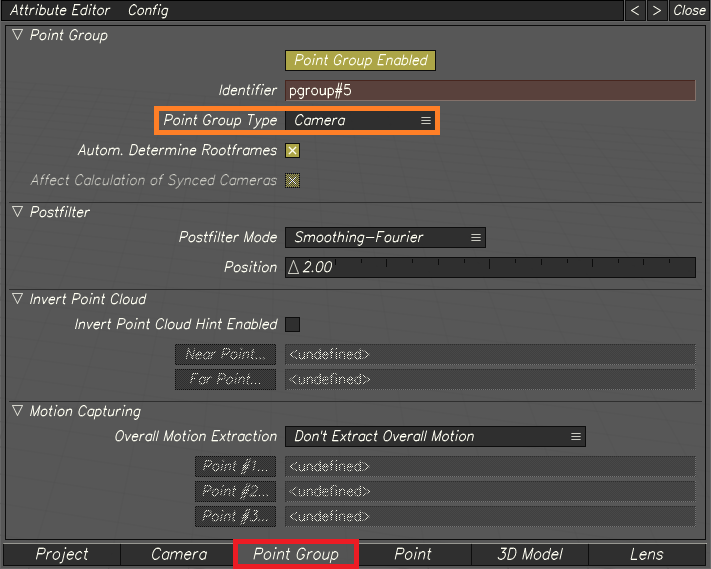 Attribute Editor Config < > Close
▽ Point Group
Point Group Enabled
Identifier pgroup#5
Point Group Type Camera
Autom. Determine Rootframes
Affect Calculation of Synced Cameras
▽ Postfilter
Postfilter Mode Smoothing-Fourier
Position 2.00
▽ Invert Point Cloud
Invert Point Cloud Hint Enabled
Near Point... <undefined>
Far Point... <undefined>
▽ Motion Capturing
Overall Motion Extraction Don't Extract Overall Motion
Point #1... <undefined>
Point #2... <undefined>
Point #3... <undefined>
Project Camera Point Group Point 3D Model Lens